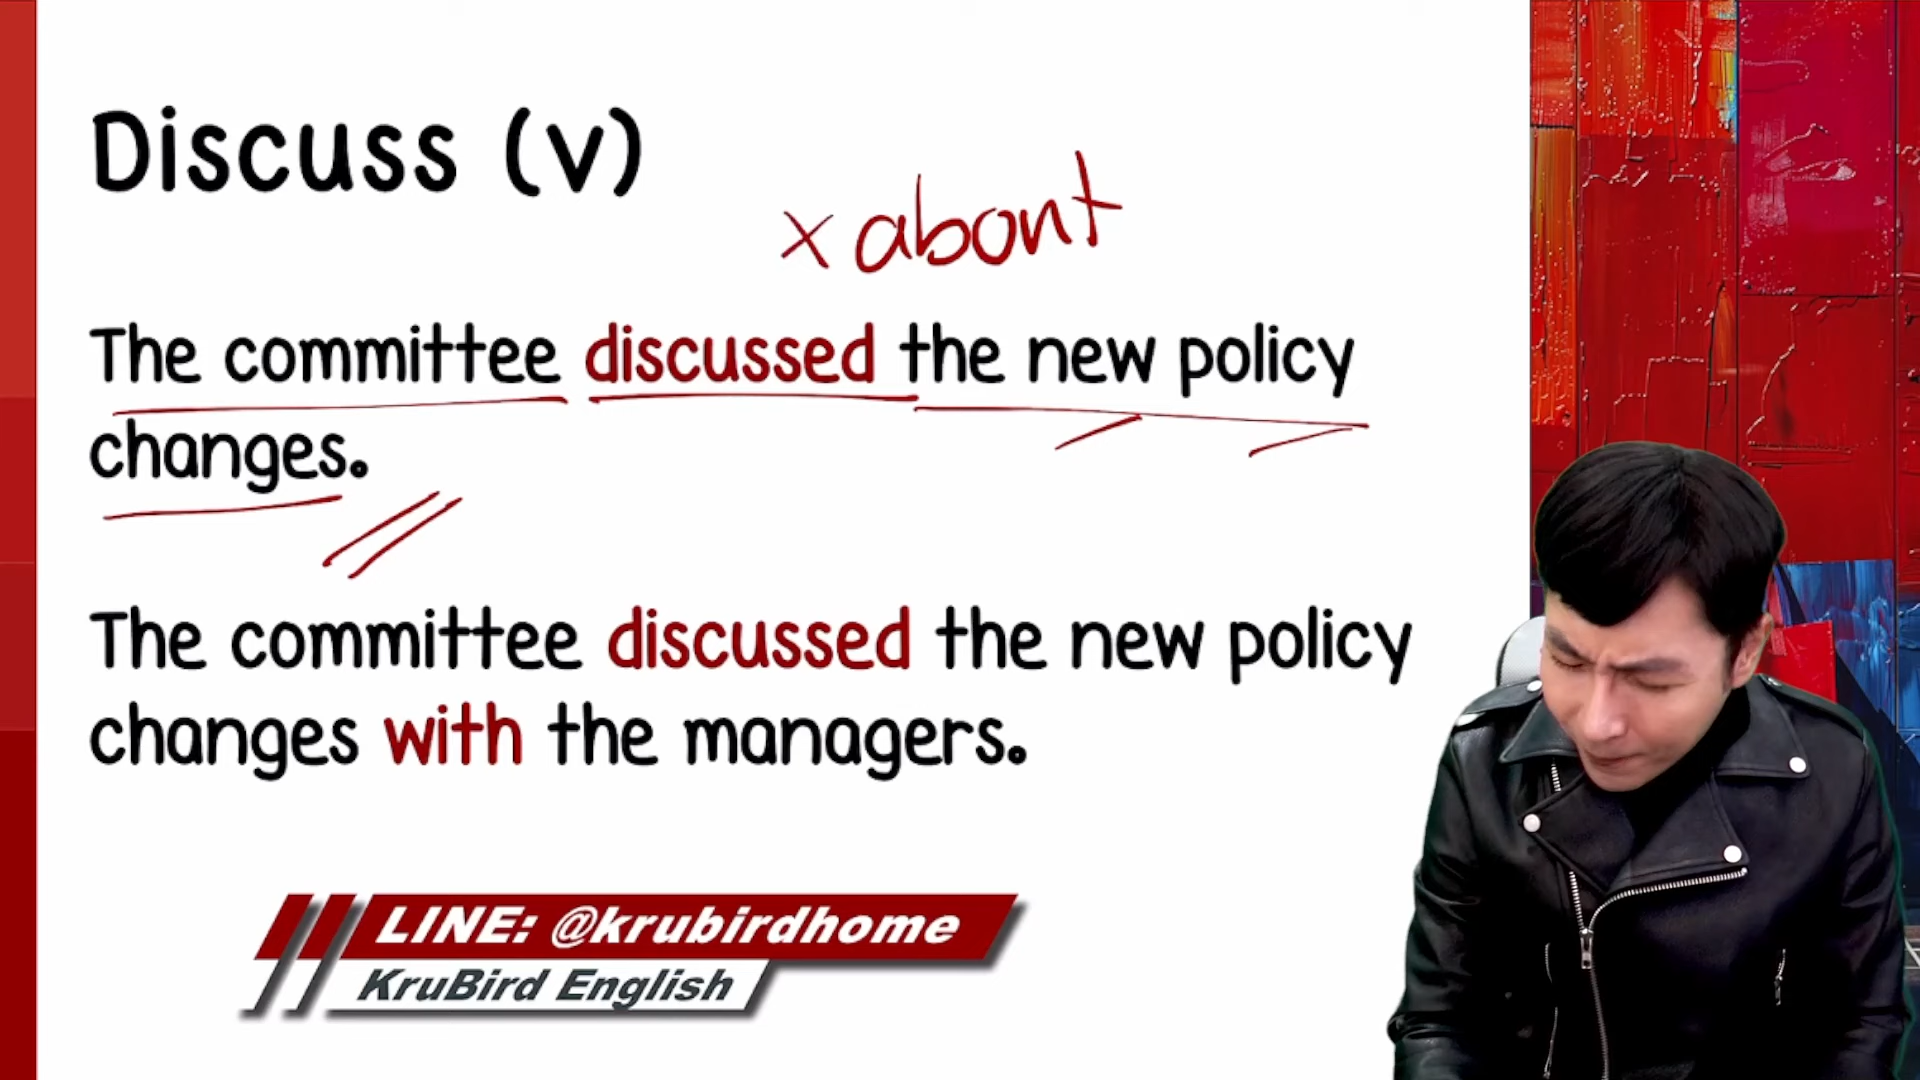 Discuss (v)
x about
The committee discussed the new policy
changes.
The committee discussed the new policy
changes with the managers.
LINE: @krubirdhome
KruBird English